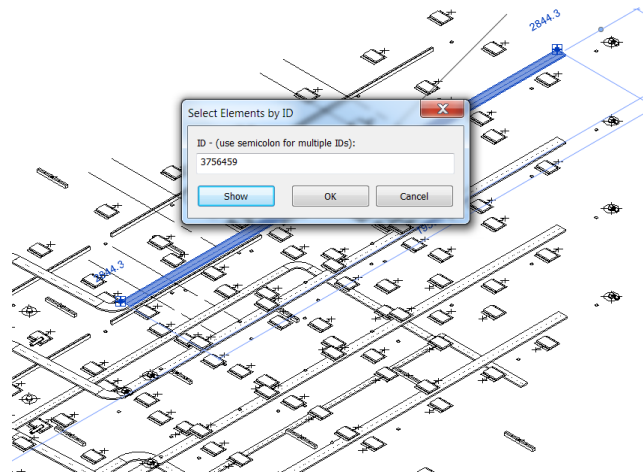 2844.3
Select Elements by ID
ID - (use semicolon for multiple IDs):
3756459
Show
OK
Cancel
2844.3